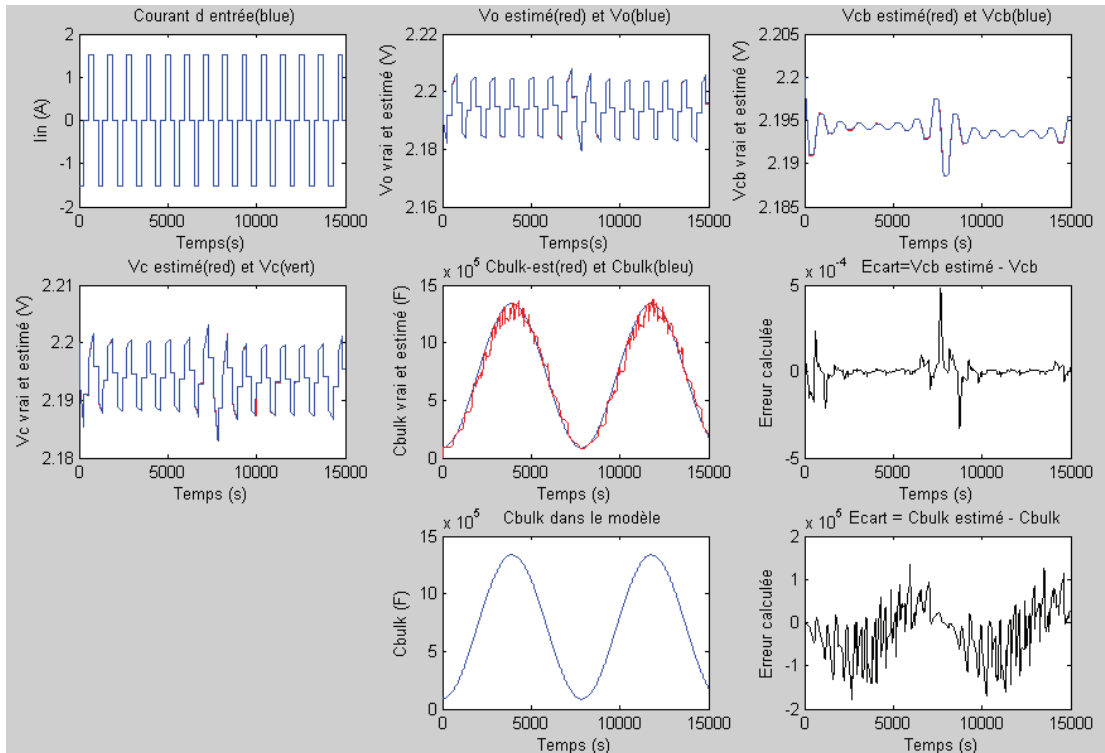 Courant d entrée(blue)
2
1
0
-1
-2
Iin (A)
0 5000 10000 15000
Temps(s)
Vo estimé(red) et Vo(blue)
2.22
2.2
2.18
2.16
Vo vrai et estimé (V)
0 5000 10000 15000
Temps(s)
Vcb estimé(red) et Vcb(blue)
2.205
2.2
2.195
2.19
2.185
Vcb vrai et estimé (V)
0 5000 10000 15000
Temps (s)
Vc estimé(red) et Vc(vert)
2.21
2.2
2.19
2.18
Vc vrai et estimé (V)
0 5000 10000 15000
Temps (s)
x 10^5
Cbulk-est(red) et Cbulk(bleu)
15
10
5
0
Cbulk vrai et estimé (F)
0 5000 10000 15000
Temps (s)
x 10^-4
Ecart=Vcb estimé - Vcb
5
0
-5
Erreur calculée
0 5000 10000 15000
Temps (s)
x 10^5
Cbulk dans le modèle
15
10
5
0
Cbulk (F)
0 5000 10000 15000
Temps (s)
x 10^5
Ecart = Cbulk estimé - Cbulk
2
1
0
-1
-2
Erreur calculée
0 5000 10000 15000
Temps (s)